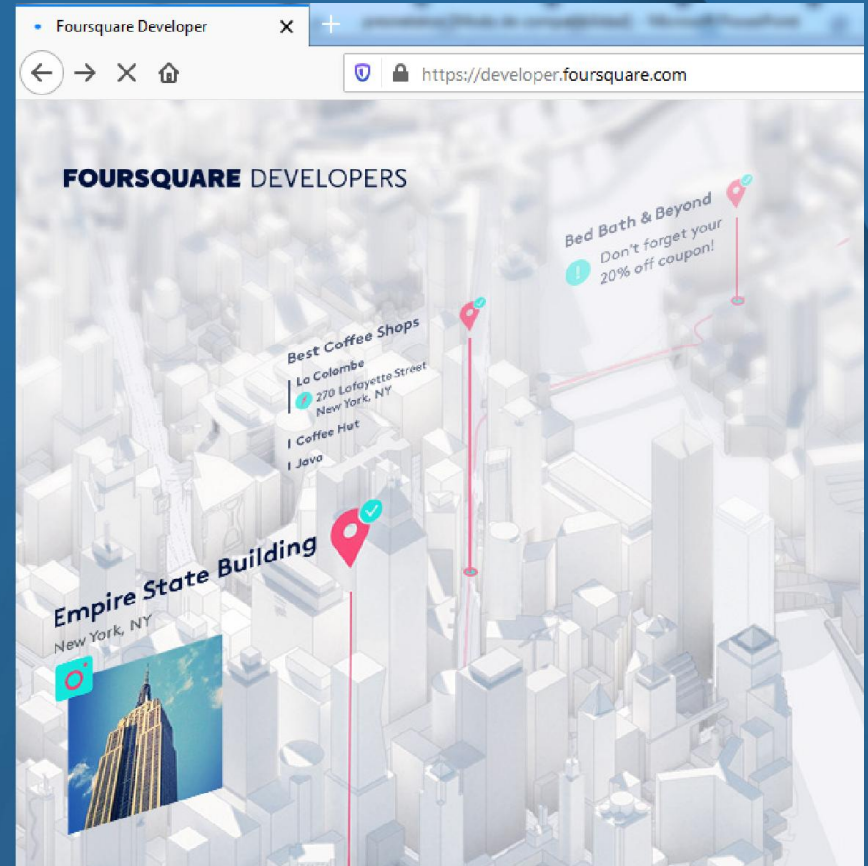 Foursquare Developer
https://developer.foursquare.com
FOURSQUARE DEVELOPERS
Bed Bath & Beyond
Don't forget your
20% off coupon!
Best Coffee Shops
La Colombe
270 Lafayette Street
New York, NY
Coffee Hut
Java
Empire State Building
New York, NY